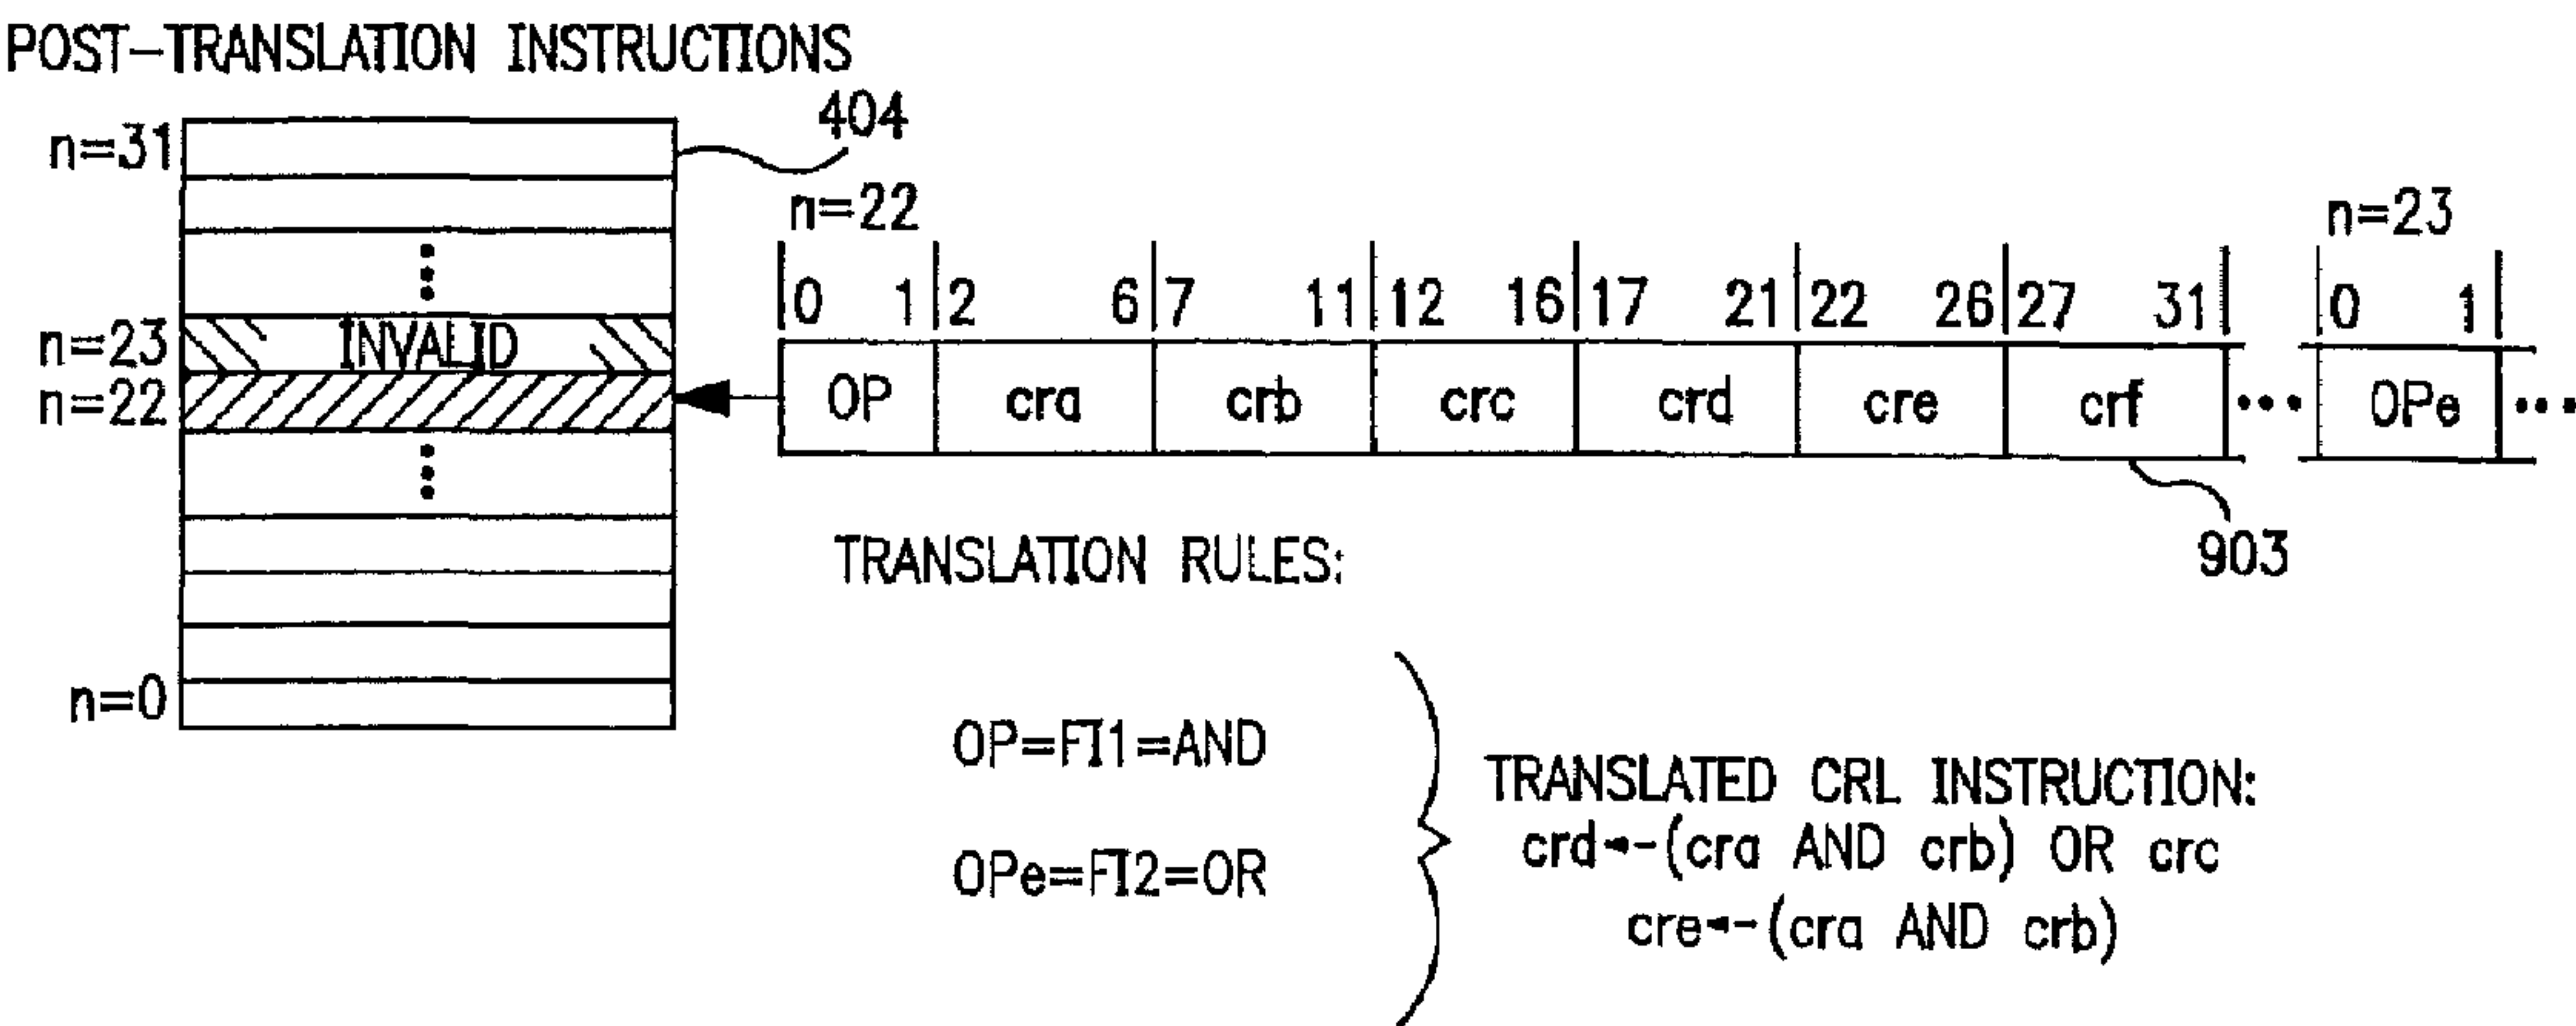 POST-TRANSLATION INSTRUCTIONS
404
n=31
n=22
n=23
0 1 2 6 7 11 12 16 17 21 22 26 27 31 0 1
n=23 INVALID
n=22
OP cra crb crc crd cre crf ... OPe ...
903
TRANSLATION RULES:
n=0
OP=FI1=AND
TRANSLATED CRL INSTRUCTION:
crd←(cra AND crb) OR crc
OPe=FI2=OR
cre←(cra AND crb)